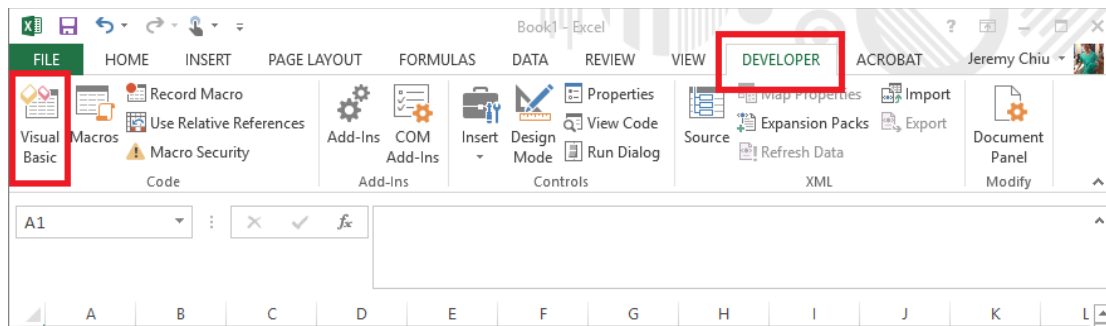 Book1 - Excel
?
FILE HOME INSERT PAGE LAYOUT FORMULAS DATA REVIEW VIEW DEVELOPER ACROBAT Jeremy Chiu
Visual Basic
Macros
Record Macro
Use Relative References
Macro Security
Code
Add-Ins
COM Add-Ins
Add-Ins
Insert
Design Mode
Properties
View Code
Run Dialog
Controls
Source
Map Properties
Expansion Packs
Refresh Data
Import
Export
XML
Document Panel
Modify
A1
fx
A B C D E F G H I J K L